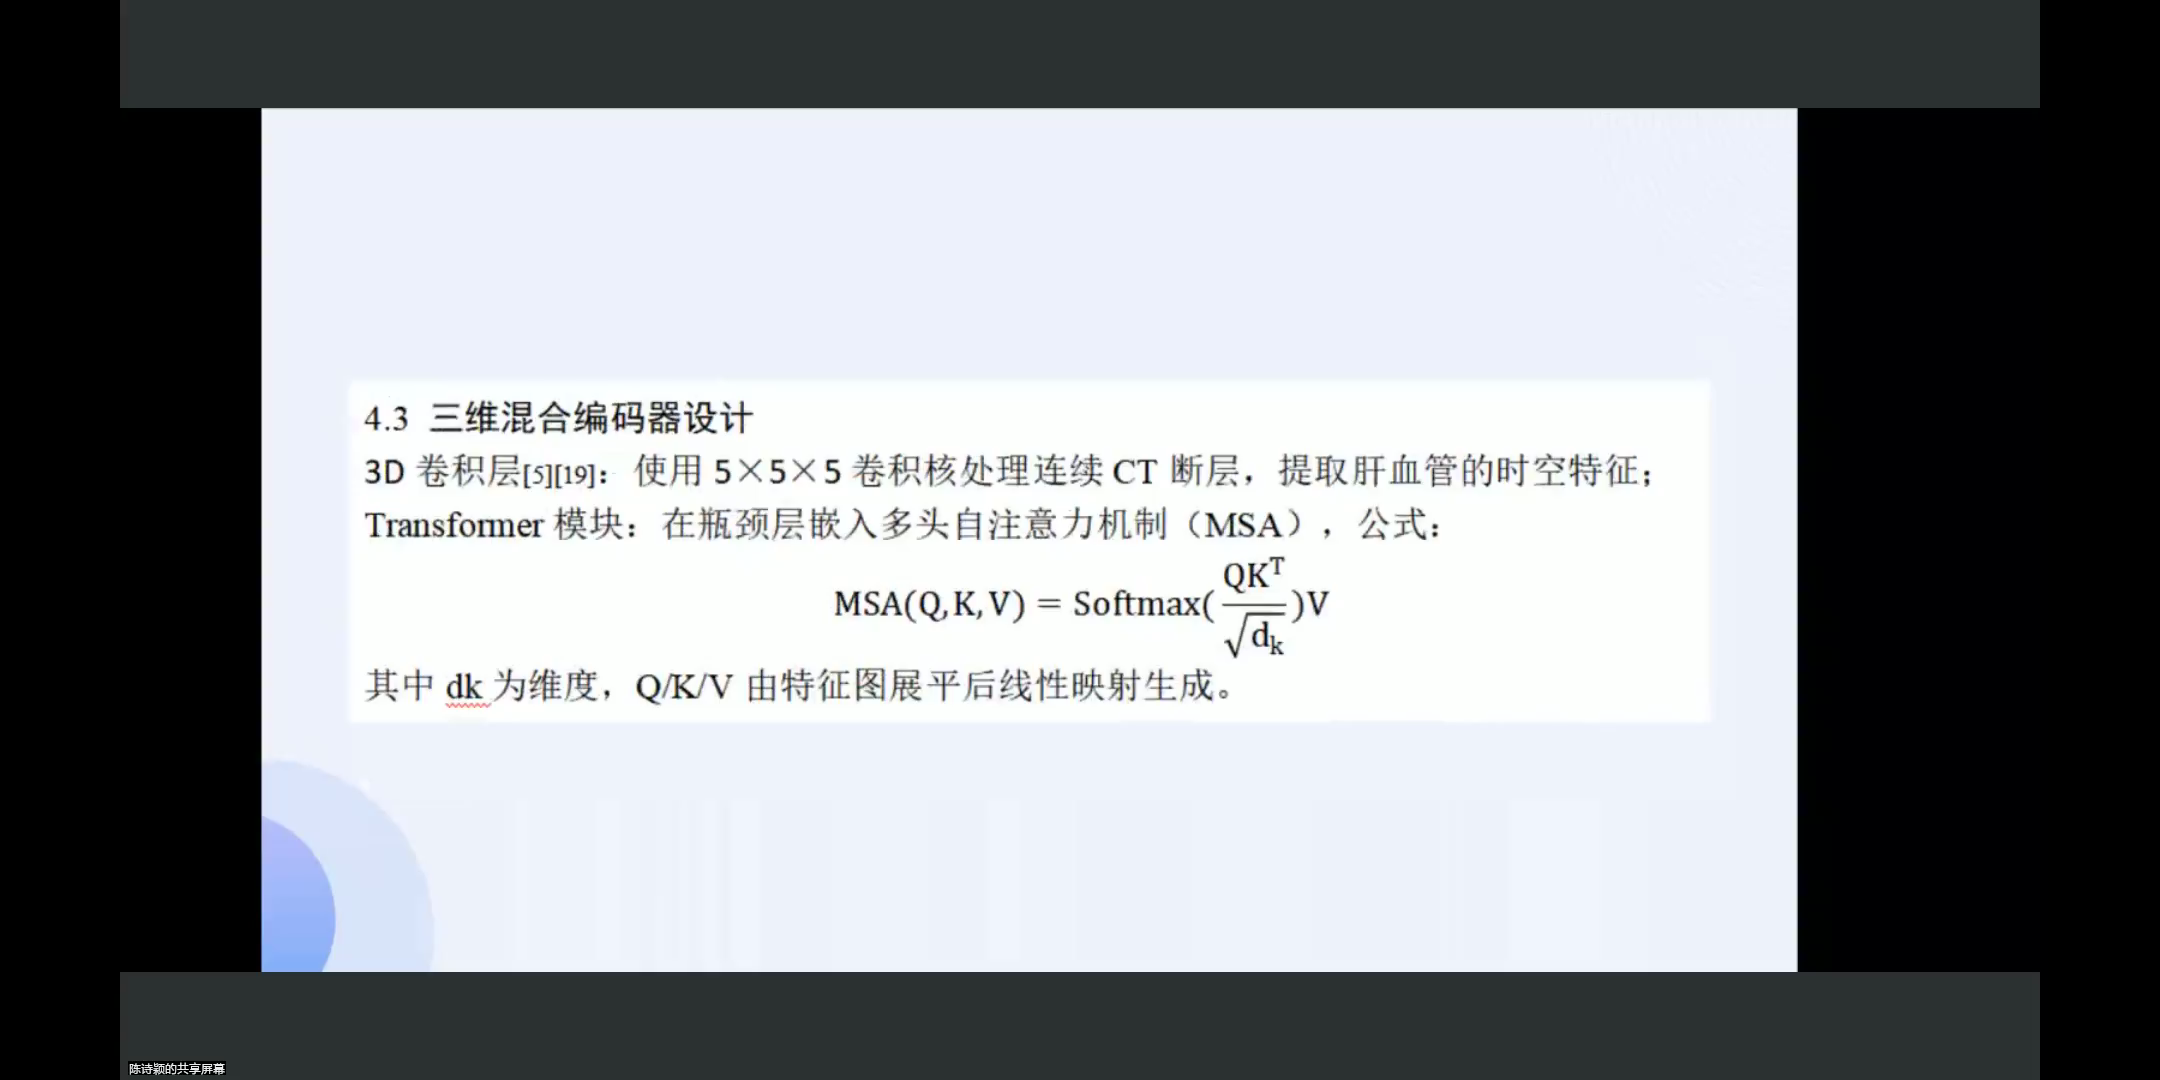 4.3 三维混合编码器设计
3D 卷积层[5][19]：使用 5×5×5 卷积核处理连续 CT 断层，提取肝血管的时空特征；
Transformer 模块：在瓶颈层嵌入多头自注意力机制（MSA），公式：
MSA(Q, K, V) = Softmax(QK^T/√d_k)V
其中 dk 为维度，Q/K/V 由特征图展平后线性映射生成。
陈诗颖的共享屏幕